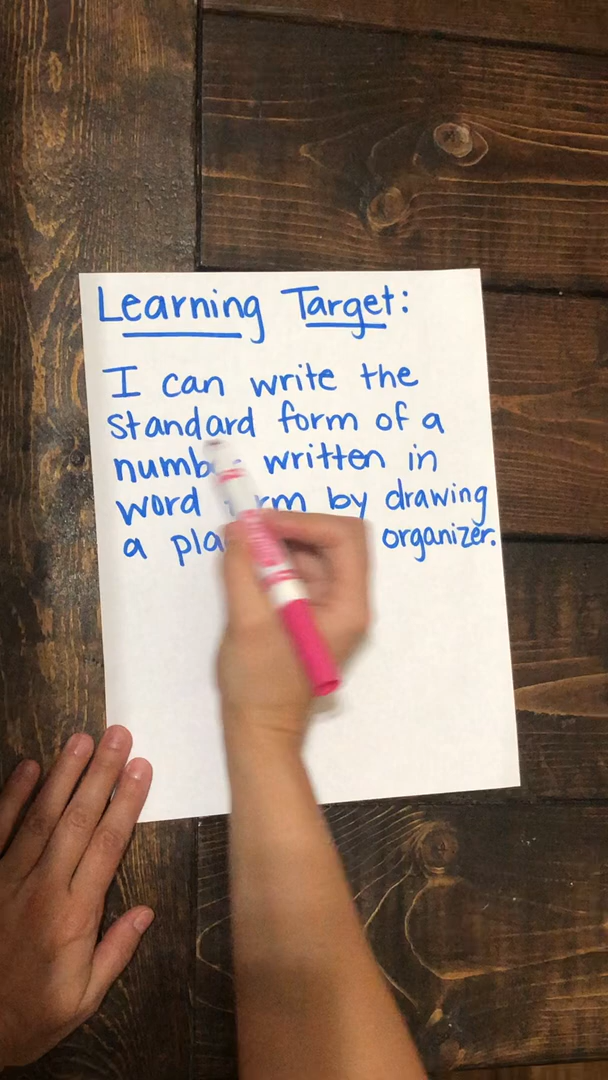 Learning Target:
I can write the
standard form of a
written in
word by drawing
a organizer.